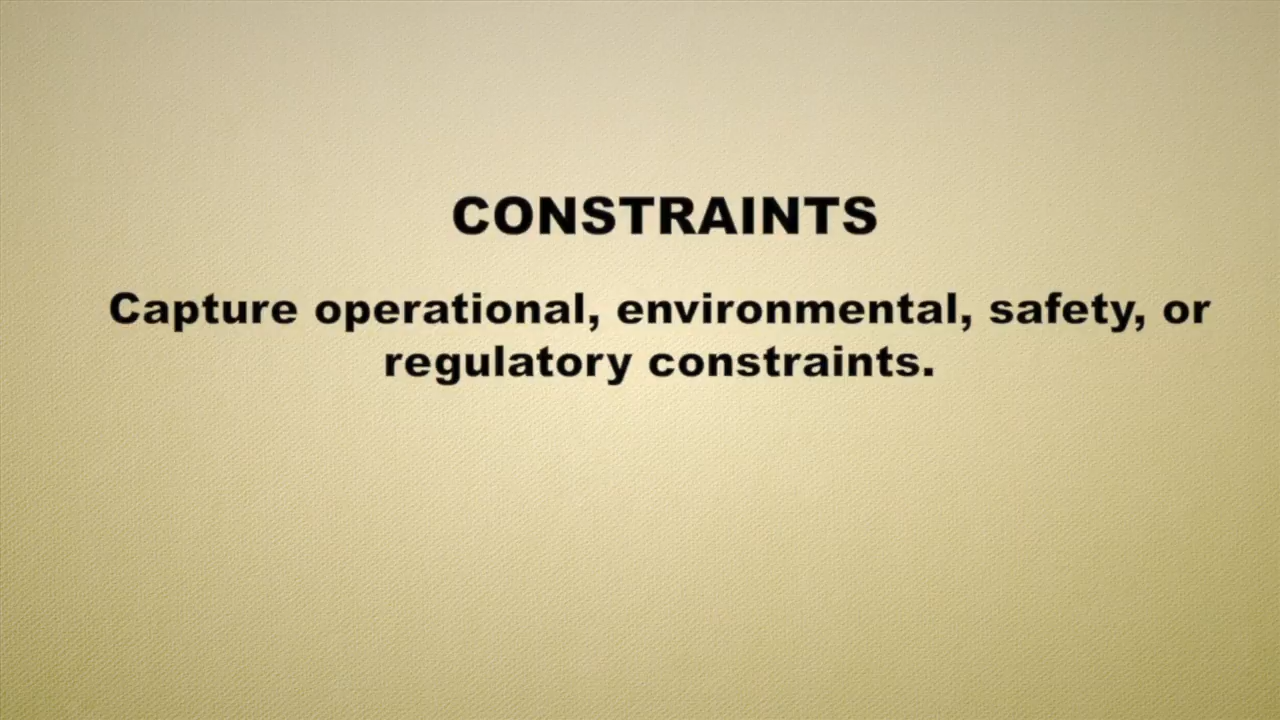 CONSTRAINTS
Capture operational, environmental, safety, or
regulatory constraints.